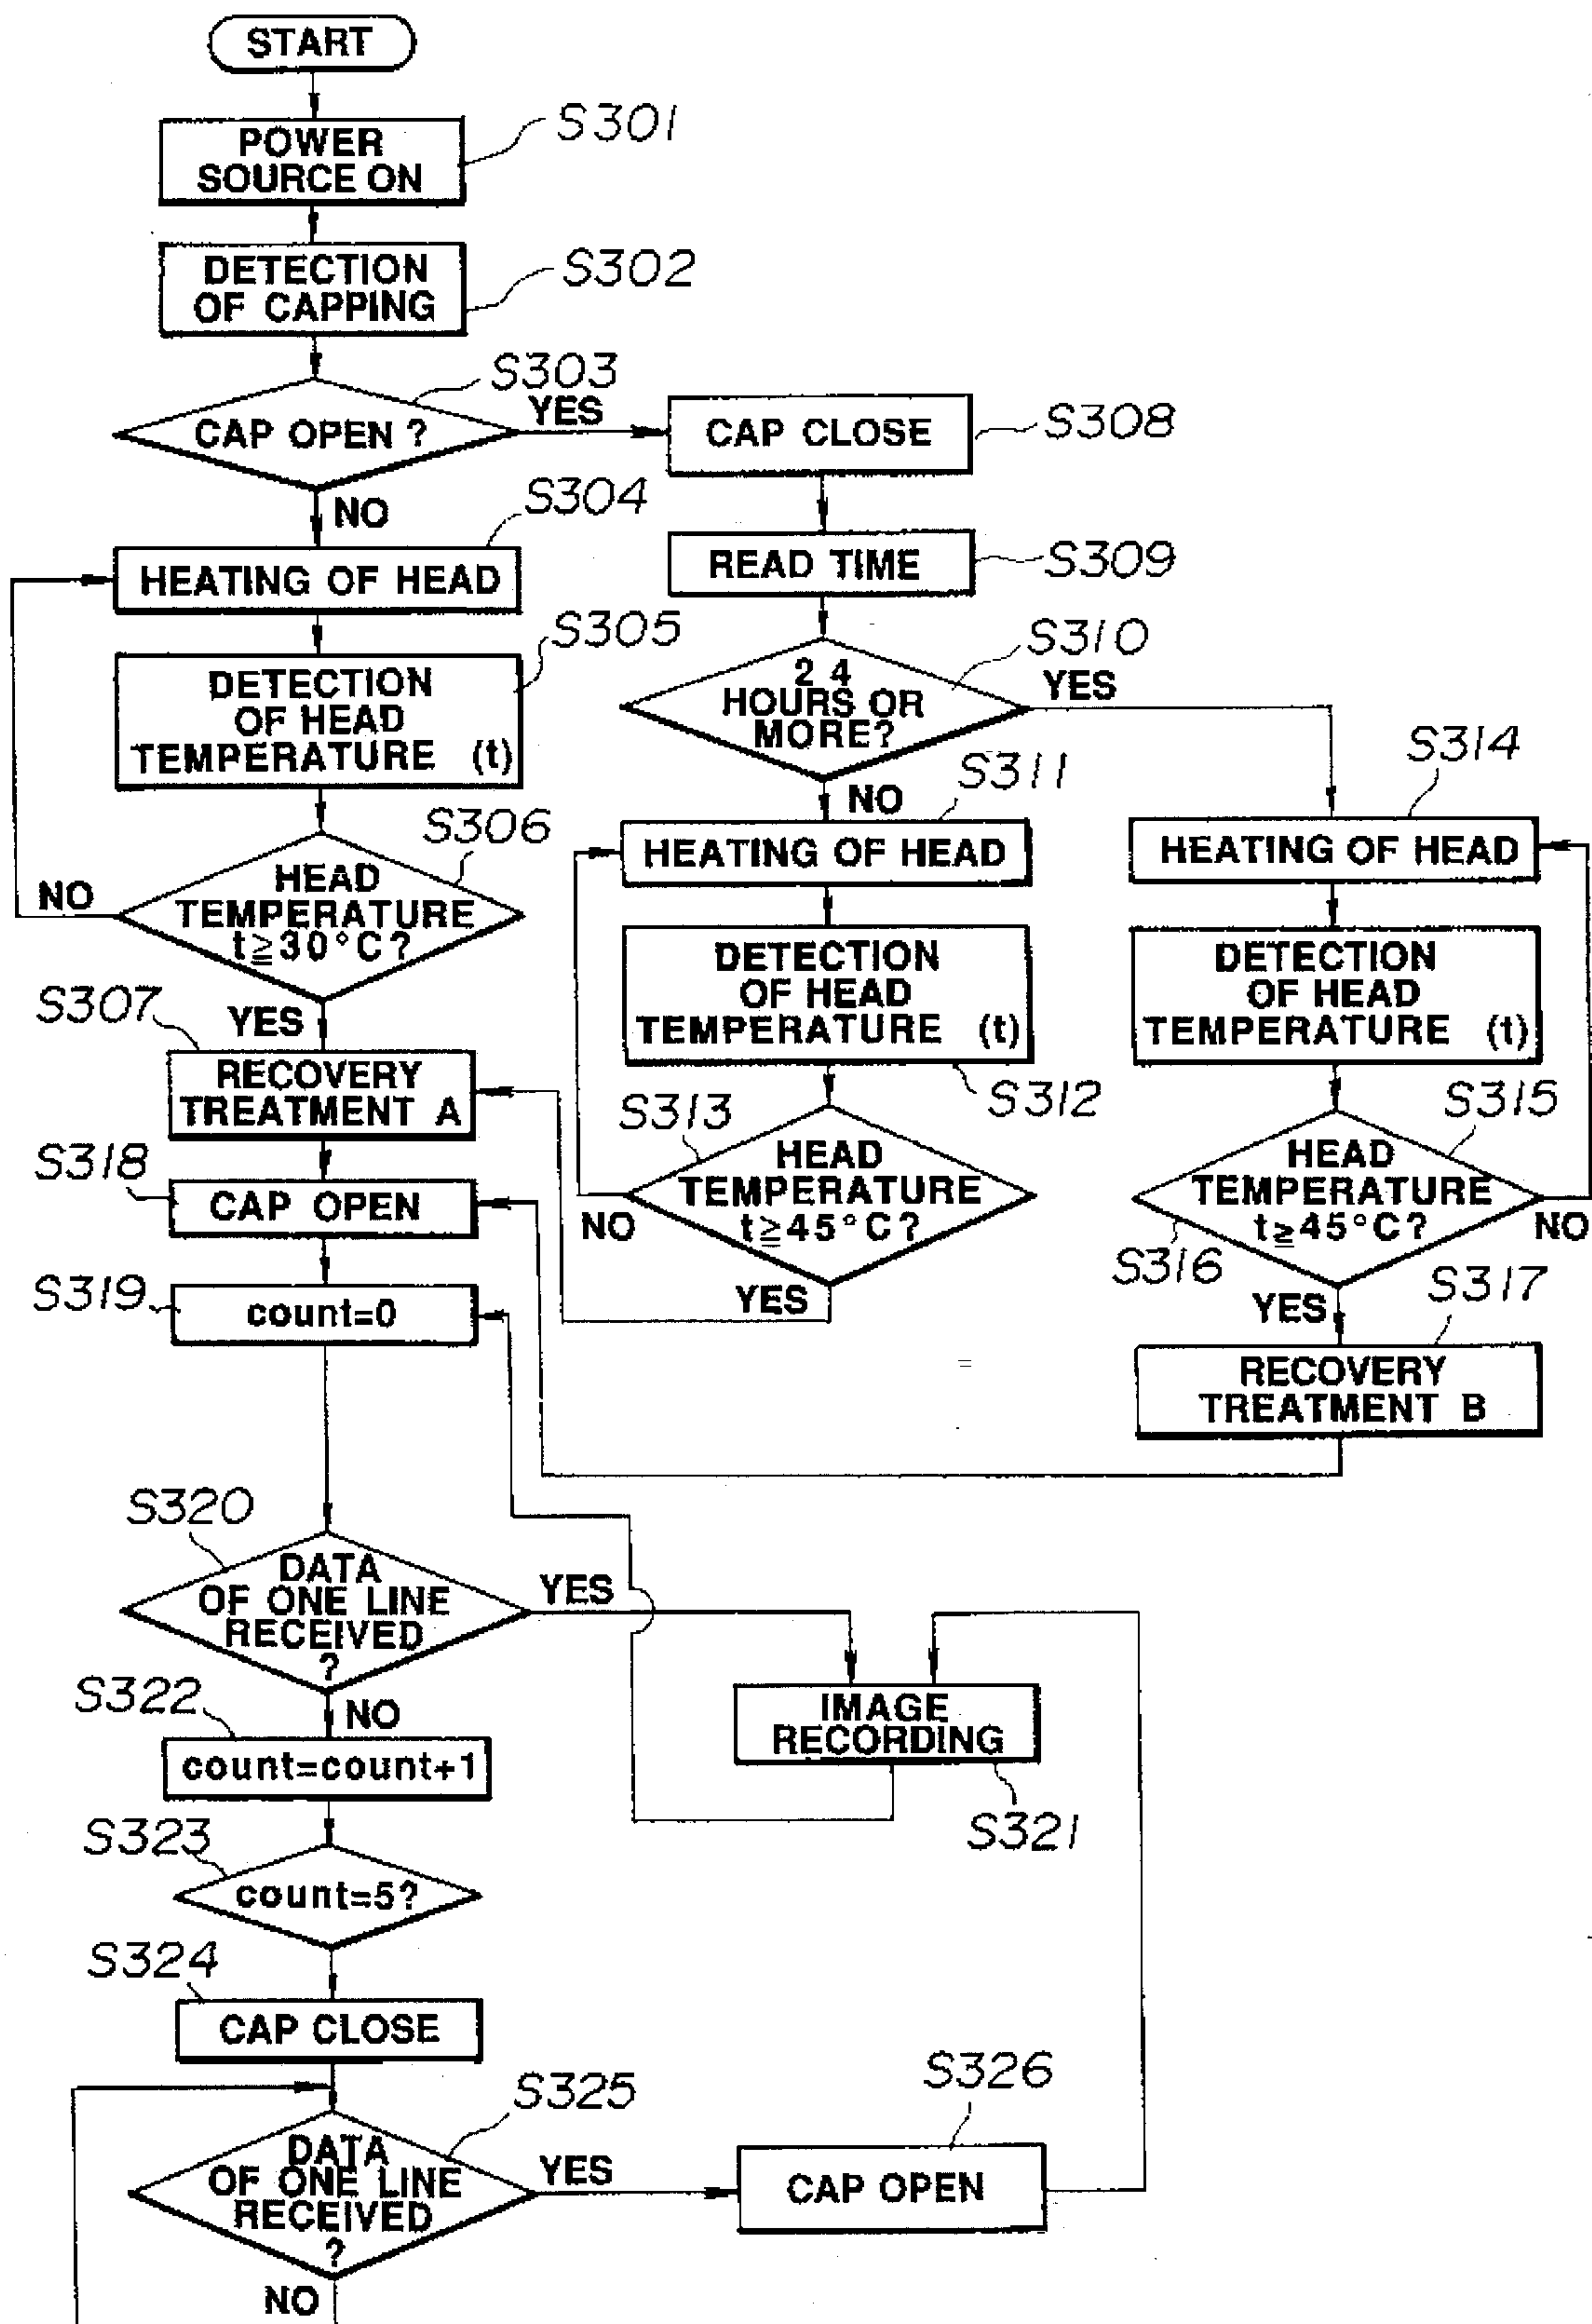 START
S301
POWER
SOURCE ON
S302
DETECTION
OF CAPPING
S303
CAP OPEN ?
YES
NO
S308
CAP CLOSE
S304
HEATING OF HEAD
S309
READ TIME
S305
DETECTION
OF HEAD
TEMPERATURE (t)
S310
2 4
HOURS OR
MORE?
YES
NO
S306
HEAD
TEMPERATURE
t≧30°C?
NO
YES
S311
HEATING OF HEAD
S314
HEATING OF HEAD
DETECTION
OF HEAD
TEMPERATURE (t)
S312
DETECTION
OF HEAD
TEMPERATURE (t)
S315
S307
RECOVERY
TREATMENT A
S313
HEAD
TEMPERATURE
t≧45°C?
NO
YES
HEAD
TEMPERATURE
t≥45°C?
S316
NO
YES
S318
CAP OPEN
S317
RECOVERY
TREATMENT B
S319
count=0
=
S320
DATA
OF ONE LINE
RECEIVED
?
YES
NO
IMAGE
RECORDING
S321
S322
count=count+1
S323
count=5?
S324
CAP CLOSE
S325
DATA
OF ONE LINE
RECEIVED
?
YES
NO
S326
CAP OPEN